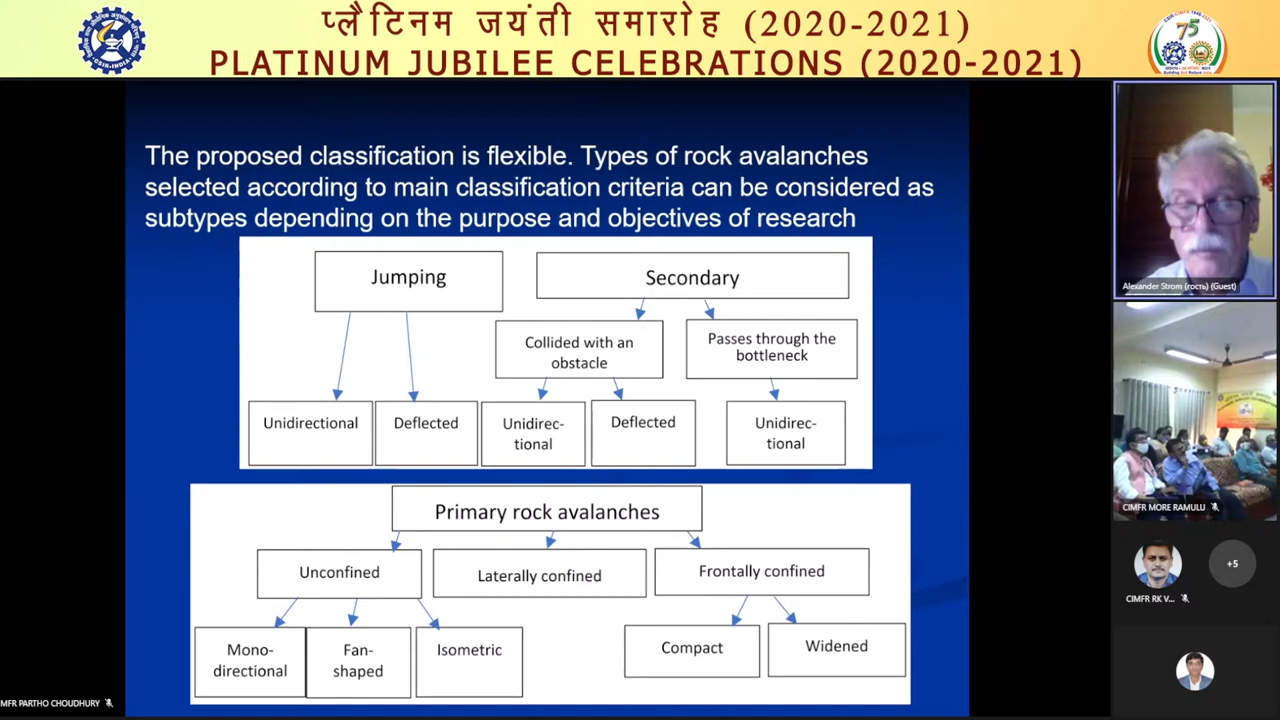 प्लैटिनम जयंती समारोह (2020-2021)
PLATINUM JUBILEE CELEBRATIONS (2020-2021)
CSIR-INDIA
75
The proposed classification is flexible. Types of rock avalanches
selected according to main classification criteria can be considered as
subtypes depending on the purpose and objectives of research
Jumping
Secondary
Collided with an
obstacle
Passes through the
bottleneck
Unidirectional
Deflected
Unidirec-
tional
Deflected
Unidirec-
tional
Primary rock avalanches
Unconfined
Laterally confined
Frontally confined
Mono-
directional
Fan-
shaped
Isometric
Compact
Widened
Alexander Strom (гость) (Guest)
CIMFR MORE RAMULU
+5
CIMFR RK V...
MFR PARTHO CHOUDHURY